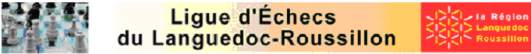 Ligue d'Échecs
du Languedoc-Roussillon
la Région
Languedoc
Roussillon